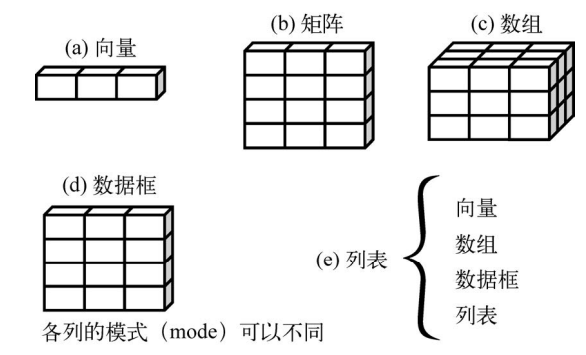 (a) 向量
(b) 矩阵
(c) 数组
(d) 数据框
各列的模式（mode）可以不同
(e) 列表
向量
数组
数据框
列表